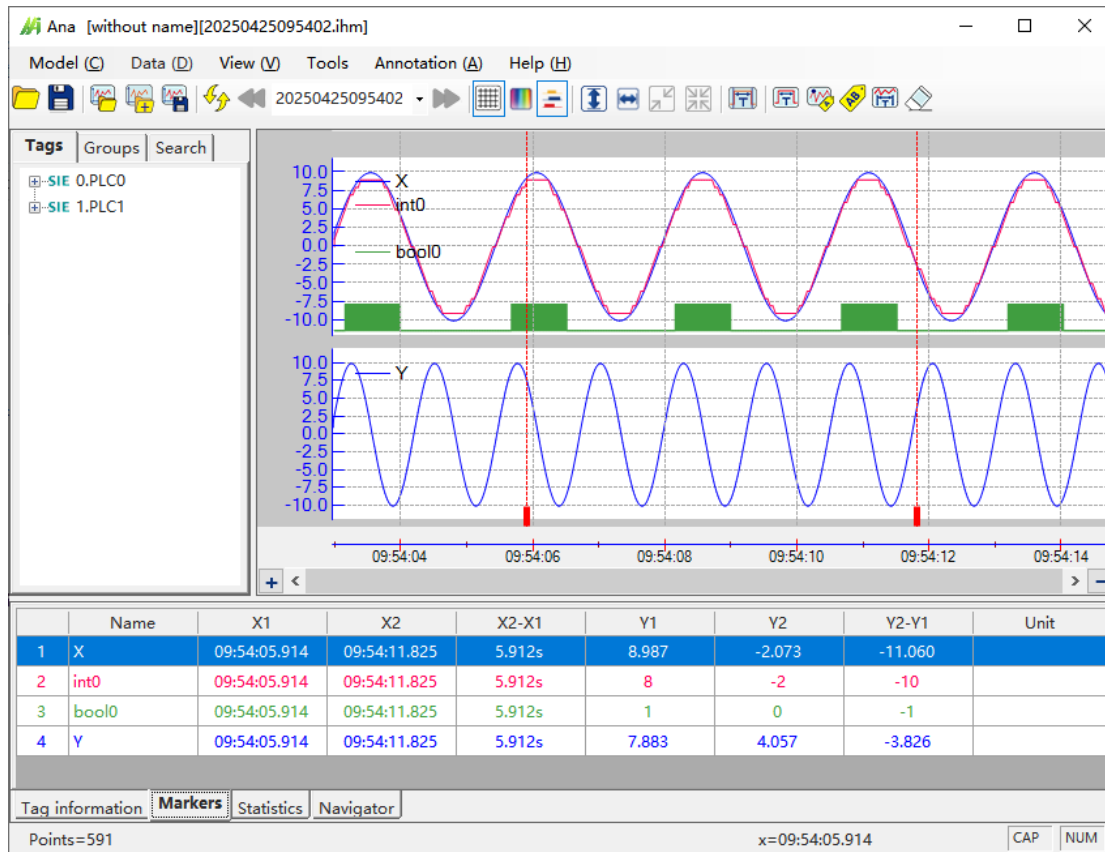 Ana [without name][20250425095402.ihm]
Model (C) Data (D) View (V) Tools Annotation (A) Help (H)
20250425095402
Tags Groups Search
SIE 0.PLC0
SIE 1.PLC1
10.0
7.5
5.0
2.5
0.0
-2.5
-5.0
-7.5
-10.0
X
int0
bool0
10.0
7.5
5.0
2.5
0.0
-2.5
-5.0
-7.5
-10.0
Y
09:54:04 09:54:06 09:54:08 09:54:10 09:54:12 09:54:14
Name X1 X2 X2-X1 Y1 Y2 Y2-Y1 Unit
1 X 09:54:05.914 09:54:11.825 5.912s 8.987 -2.073 -11.060
2 int0 09:54:05.914 09:54:11.825 5.912s 8 -2 -10
3 bool0 09:54:05.914 09:54:11.825 5.912s 1 0 -1
4 Y 09:54:05.914 09:54:11.825 5.912s 7.883 4.057 -3.826
Tag information Markers Statistics Navigator
Points=591 x=09:54:05.914 CAP NUM